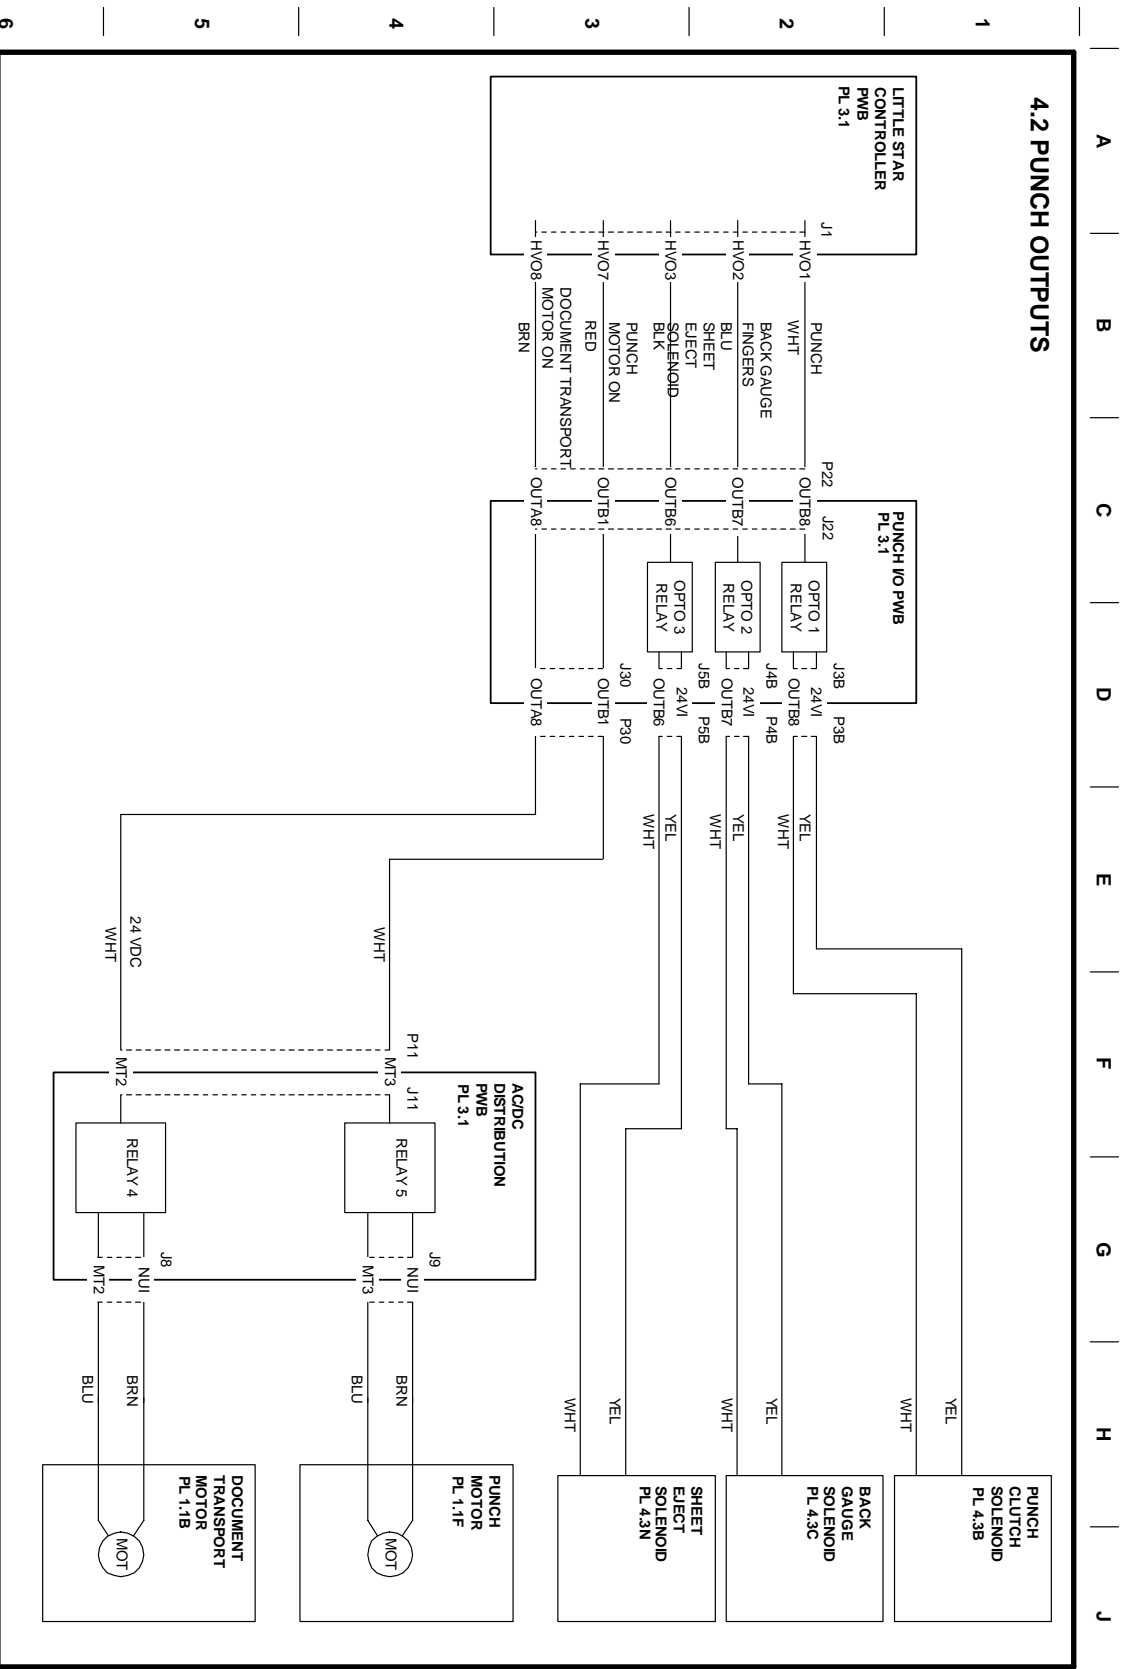 4.2 PUNCH OUTPUTS
A
B
C
D
E
F
G
H
J
1
2
3
4
5
6
LITTLE STAR
CONTROLLER
PWB
PL 3.1
J1
HVO1
HVO2
HVO3
HVO7
HVO8
PUNCH
WHT
BACK GAUGE
FINGERS
BLU
SHEET
EJECT
SOLENOID
BLK
PUNCH
MOTOR ON
RED
DOCUMENT TRANSPORT
MOTOR ON
BRN
P22
J22
OUTB8
OUTB7
OUTB6
OUTB1
OUTA8
PUNCH I/O PWB
PL 3.1
OPTO 1
RELAY
OPTO 2
RELAY
OPTO 3
RELAY
J3B
P3B
24VI
OUTB8
J4B
P4B
24VI
OUTB7
J5B
P5B
24VI
OUTB6
J30
P30
OUTB1
OUTA8
YEL
WHT
YEL
WHT
YEL
WHT
WHT
24 VDC
WHT
P11
J11
MT3
MT2
AC/DC
DISTRIBUTION
PWB
PL 3.1
RELAY 5
RELAY 4
J9
NUI
MT3
J8
NUI
MT2
YEL
WHT
YEL
WHT
YEL
WHT
BRN
BLU
BRN
BLU
PUNCH
CLUTCH
SOLENOID
PL 4.3B
BACK
GAUGE
SOLENOID
PL 4.3C
SHEET
EJECT
SOLENOID
PL 4.3N
PUNCH
MOTOR
PL 1.1F
MOT
DOCUMENT
TRANSPORT
MOTOR
PL 1.1B
MOT